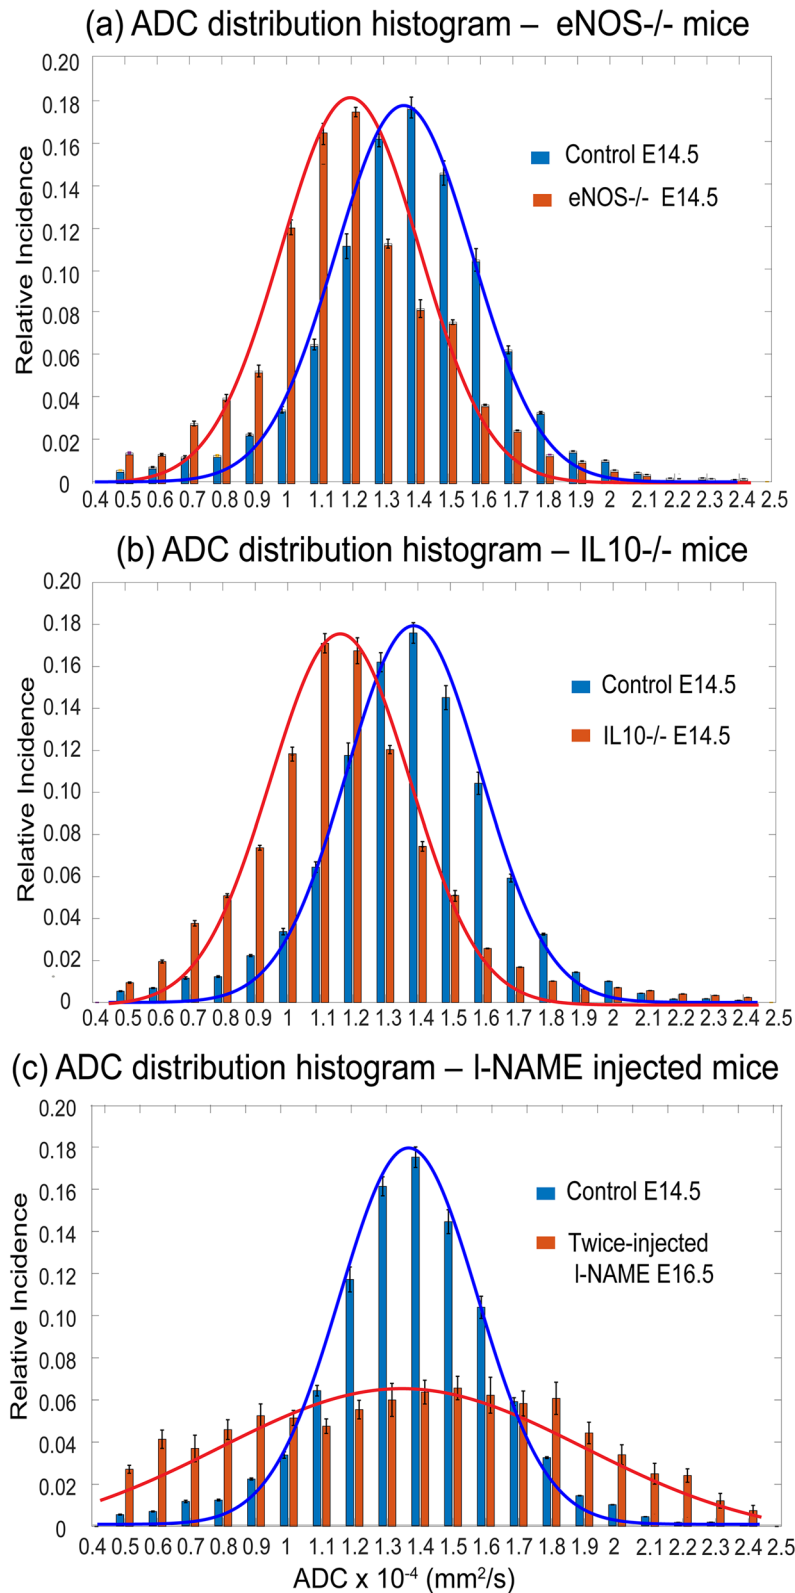 (a) ADC distribution histogram – eNOS-/- mice
0.20
0.18
0.16
0.14
0.12
0.10
0.08
0.06
0.04
0.02
0
Relative Incidence
Control E14.5
eNOS-/- E14.5
0.4 0.5 0.6 0.7 0.8 0.9 1 1.1 1.2 1.3 1.4 1.5 1.6 1.7 1.8 1.9 2 2.1 2.2 2.3 2.4 2.5
(b) ADC distribution histogram – IL10-/- mice
0.20
0.18
0.16
0.14
0.12
0.10
0.08
0.06
0.04
0.02
0
Relative Incidence
Control E14.5
IL10-/- E14.5
0.4 0.5 0.6 0.7 0.8 0.9 1 1.1 1.2 1.3 1.4 1.5 1.6 1.7 1.8 1.9 2 2.1 2.2 2.3 2.4 2.5
(c) ADC distribution histogram – l-NAME injected mice
0.20
0.18
0.16
0.14
0.12
0.10
0.08
0.06
0.04
0.02
0
Relative Incidence
Control E14.5
Twice-injected
l-NAME E16.5
0.4 0.5 0.6 0.7 0.8 0.9 1 1.1 1.2 1.3 1.4 1.5 1.6 1.7 1.8 1.9 2 2.1 2.2 2.3 2.4 2.5
ADC x 10⁻⁴ (mm²/s)